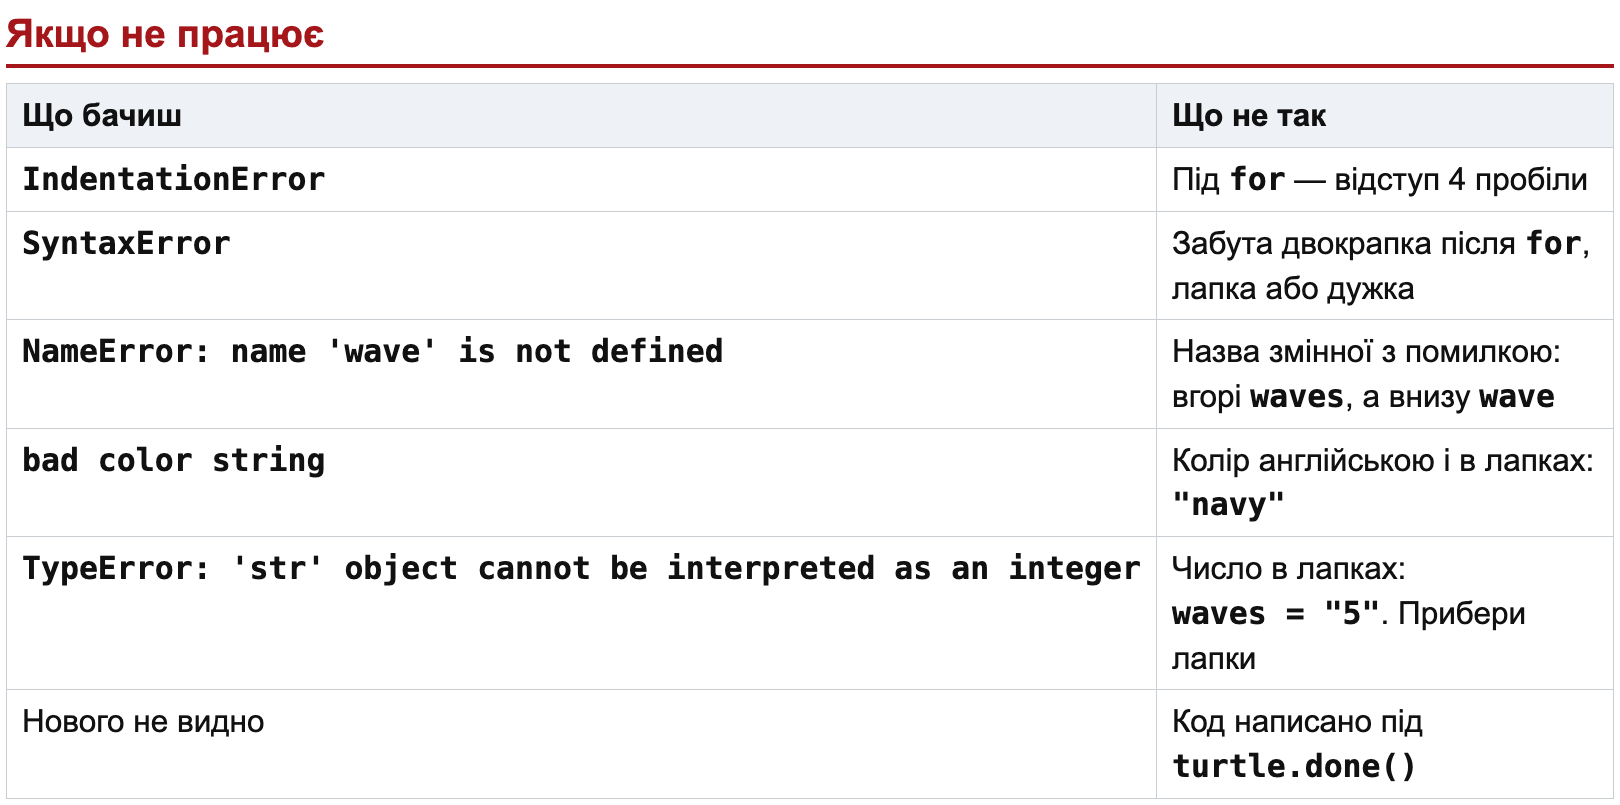 Якщо не працює
Що бачиш
Що не так
IndentationError
Під for — відступ 4 пробіли
SyntaxError
Забута двокрапка після for,
лапка або дужка
NameError: name 'wave' is not defined
Назва змінної з помилкою:
вгорі waves, а внизу wave
bad color string
Колір англійською і в лапках:
"navy"
TypeError: 'str' object cannot be interpreted as an integer
Число в лапках:
waves = "5". Прибери
лапки
Нового не видно
Код написано під
turtle.done()